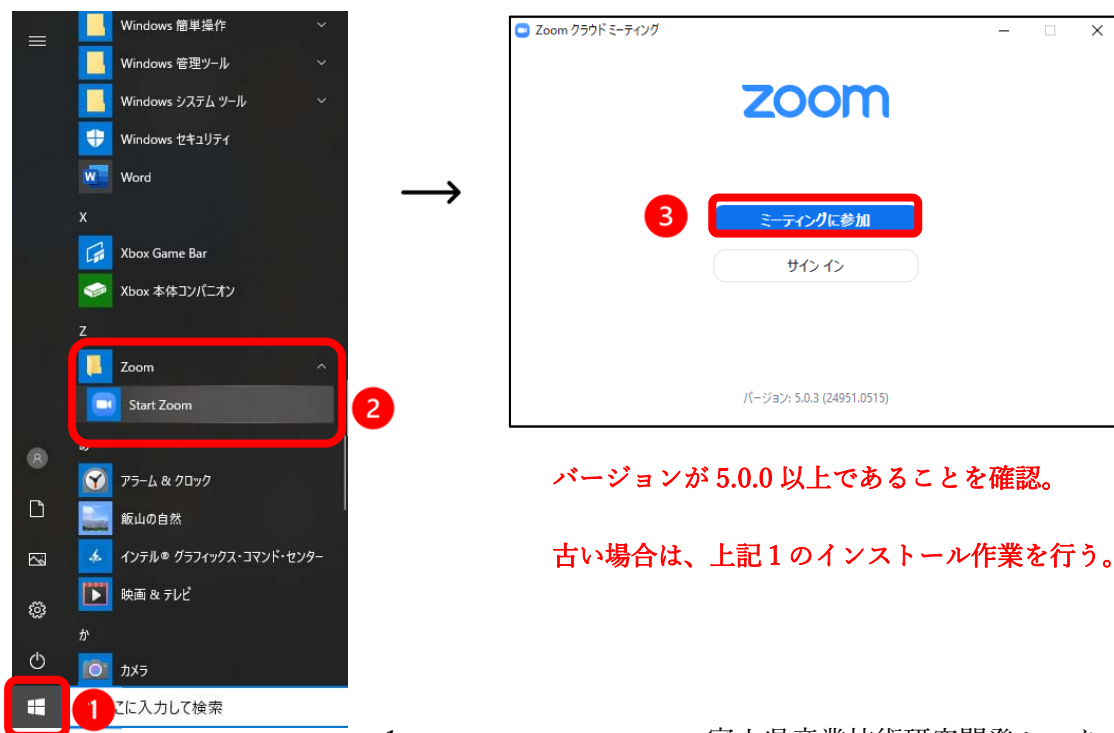 Windows 簡単操作
Windows 管理ツール
Windows システム ツール
Windows セキュリティ
Word
X
Xbox Game Bar
Xbox 本体コンパニオン
Z
Zoom
Start Zoom
2
アラーム & クロック
飯山の自然
インテル® グラフィックス・コマンド・センター
映画 & テレビ
か
カメラ
1
こに入力して検索
Zoom クラウド ミーティング
zoom
3
ミーティングに参加
サイン イン
バージョン: 5.0.3 (24951.0515)
バージョンが 5.0.0 以上であることを確認。
古い場合は、上記 1 のインストール作業を行う。